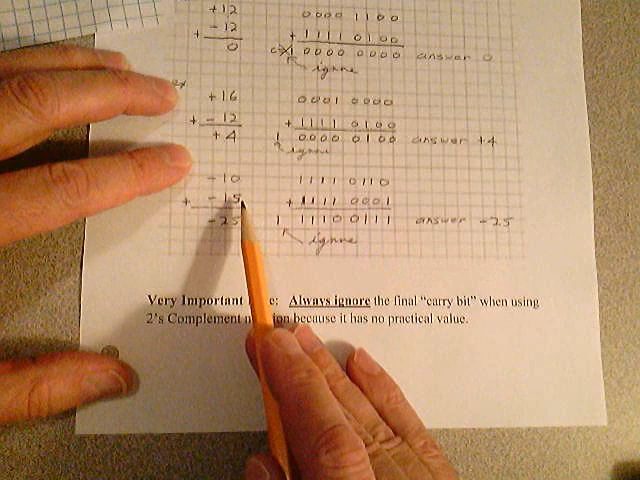 +12 0000 1100
+ -12 + 1111 0100
0 1 0000 0000 answer 0
ignore
+16 0001 0000
+ -12 + 1111 0100
+4 1 0000 0100 answer +4
ignore
-10 1111 0110
+ -15 + 1111 0001
-25 1 11100111 answer -25
ignore
Very Important e: Always ignore the final "carry bit" when using
2's Complement because it has no practical value.